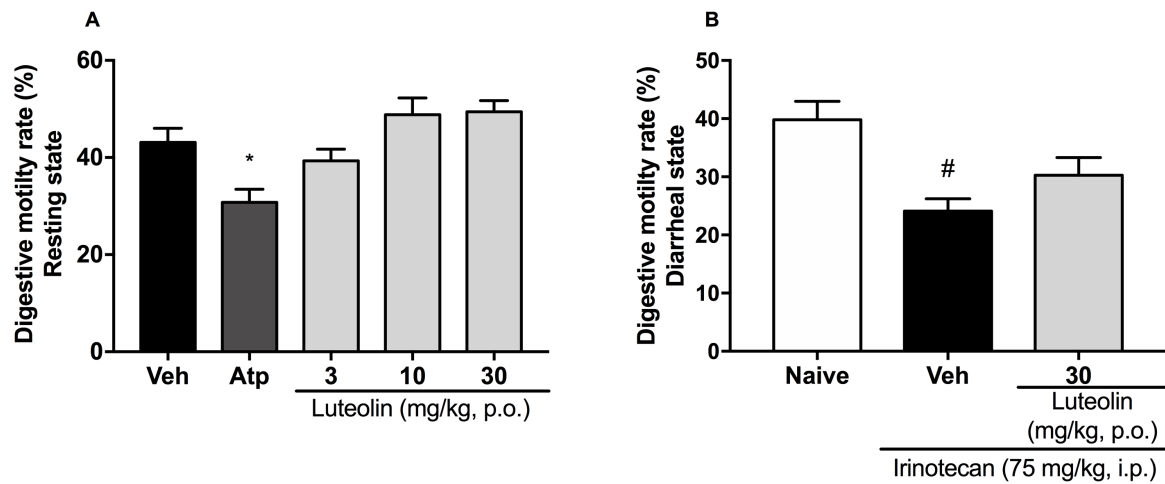 A
Digestive motility rate (%)
Resting state
60
40
20
0
*
Veh Atp 3 10 30
Luteolin (mg/kg, p.o.)
B
Digestive motilty rate (%)
Diarrheal state
50
40
30
20
10
0
#
Naive Veh 30
Luteolin
(mg/kg, p.o.)
Irinotecan (75 mg/kg, i.p.)